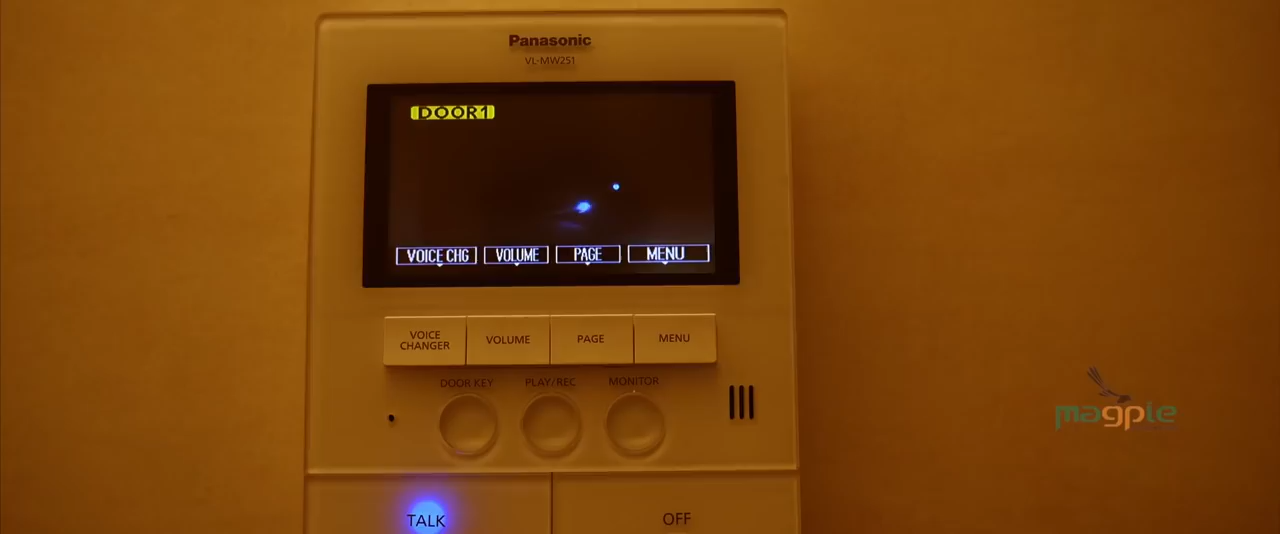 Panasonic
VL-MW251
DOOR1
VOICE CHG VOLUME PAGE MENU
VOICE CHANGER VOLUME PAGE MENU
DOOR KEY PLAY/REC MONITOR
TALK OFF
magpie